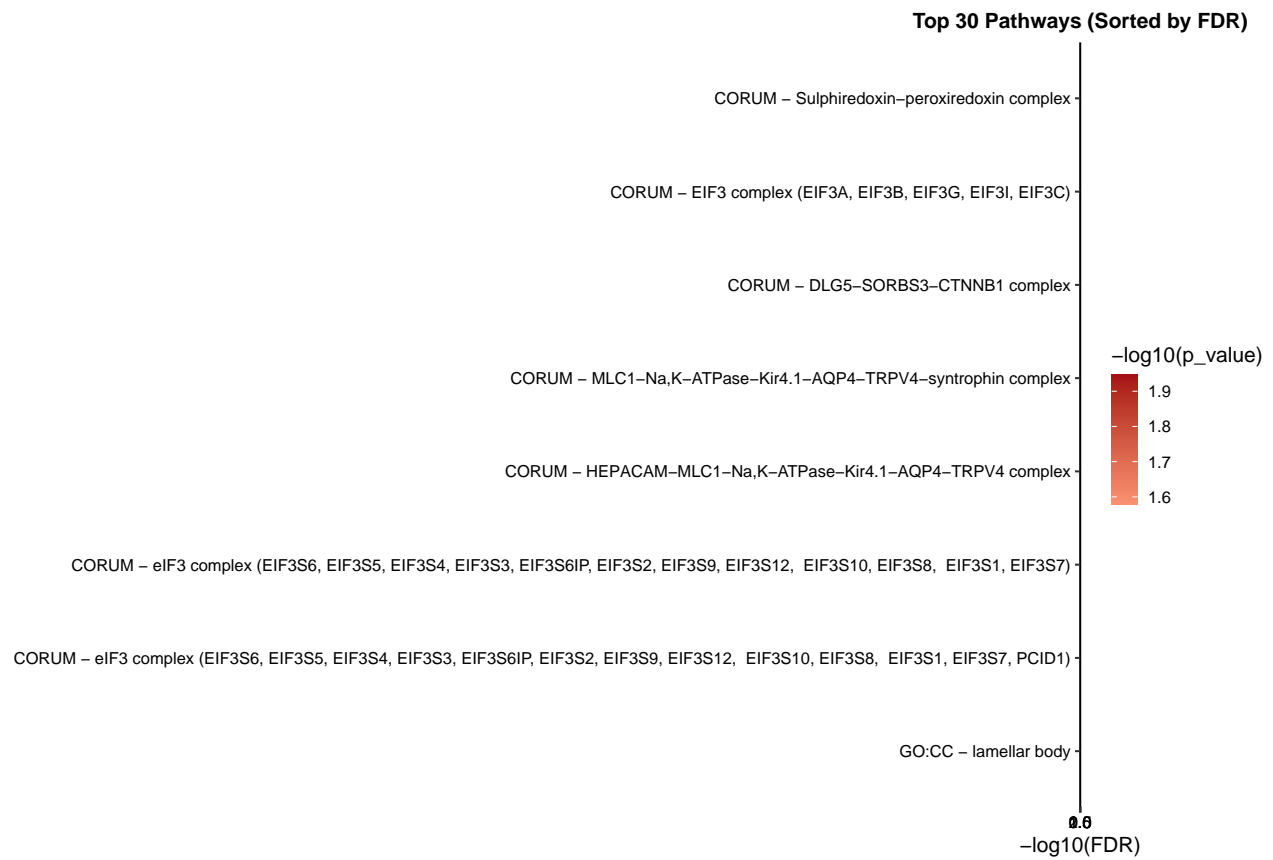 Top 30 Pathways (Sorted by FDR)
CORUM − Sulphiredoxin−peroxiredoxin complex
CORUM − EIF3 complex (EIF3A, EIF3B, EIF3G, EIF3I, EIF3C)
CORUM − DLG5−SORBS3−CTNNB1 complex
CORUM − MLC1−Na,K−ATPase−Kir4.1−AQP4−TRPV4−syntrophin complex
CORUM − HEPACAM−MLC1−Na,K−ATPase−Kir4.1−AQP4−TRPV4 complex
CORUM − eIF3 complex (EIF3S6, EIF3S5, EIF3S4, EIF3S3, EIF3S6IP, EIF3S2, EIF3S9, EIF3S12,  EIF3S10, EIF3S8,  EIF3S1, EIF3S7)
CORUM − eIF3 complex (EIF3S6, EIF3S5, EIF3S4, EIF3S3, EIF3S6IP, EIF3S2, EIF3S9, EIF3S12,  EIF3S10, EIF3S8,  EIF3S1, EIF3S7, PCID1)
GO:CC − lamellar body
−log10(FDR)
−log10(p_value)
1.9
1.8
1.7
1.6